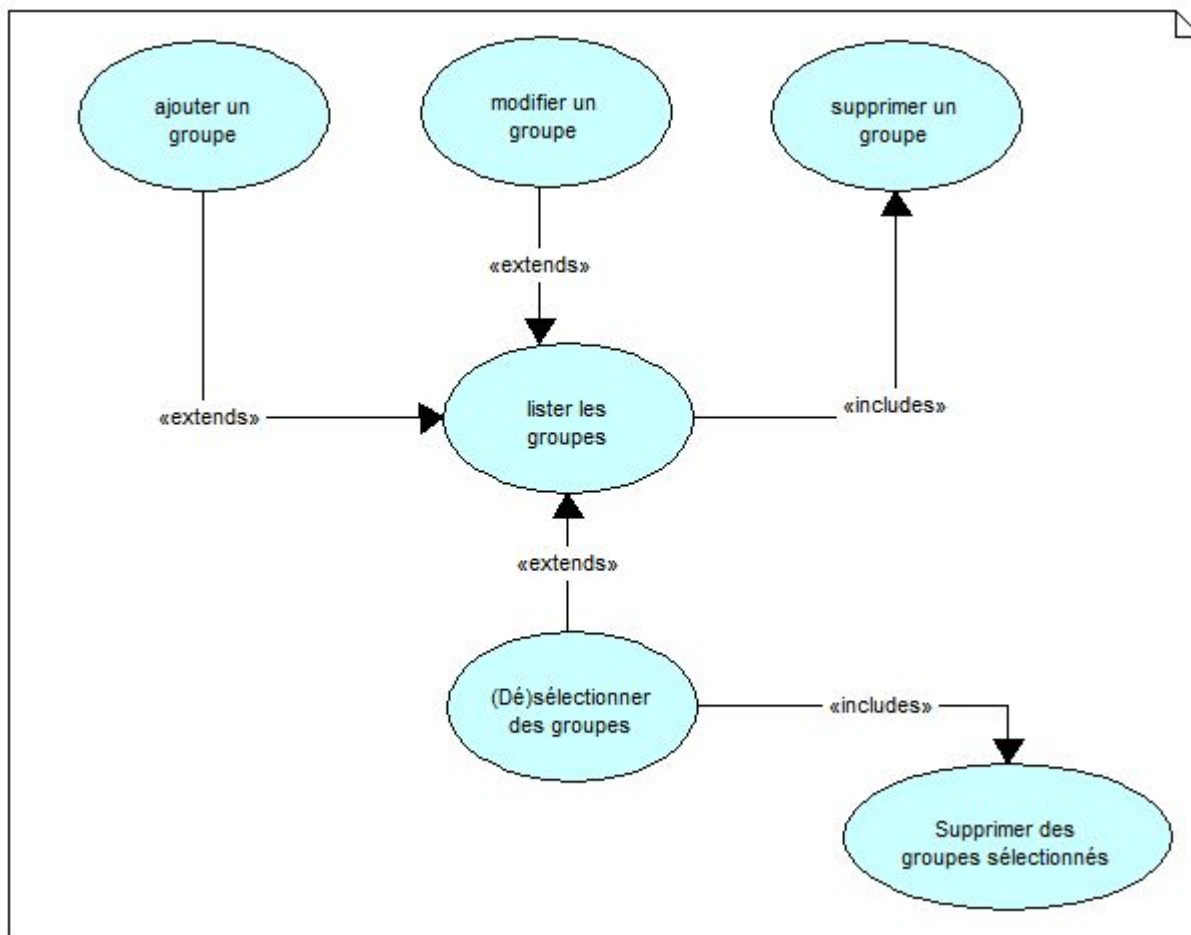 ajouter un
groupe
modifier un
groupe
supprimer un
groupe
«extends»
«extends»
«includes»
lister les
groupes
«extends»
(Dé)sélectionner
des groupes
«includes»
Supprimer des
groupes sélectionnés